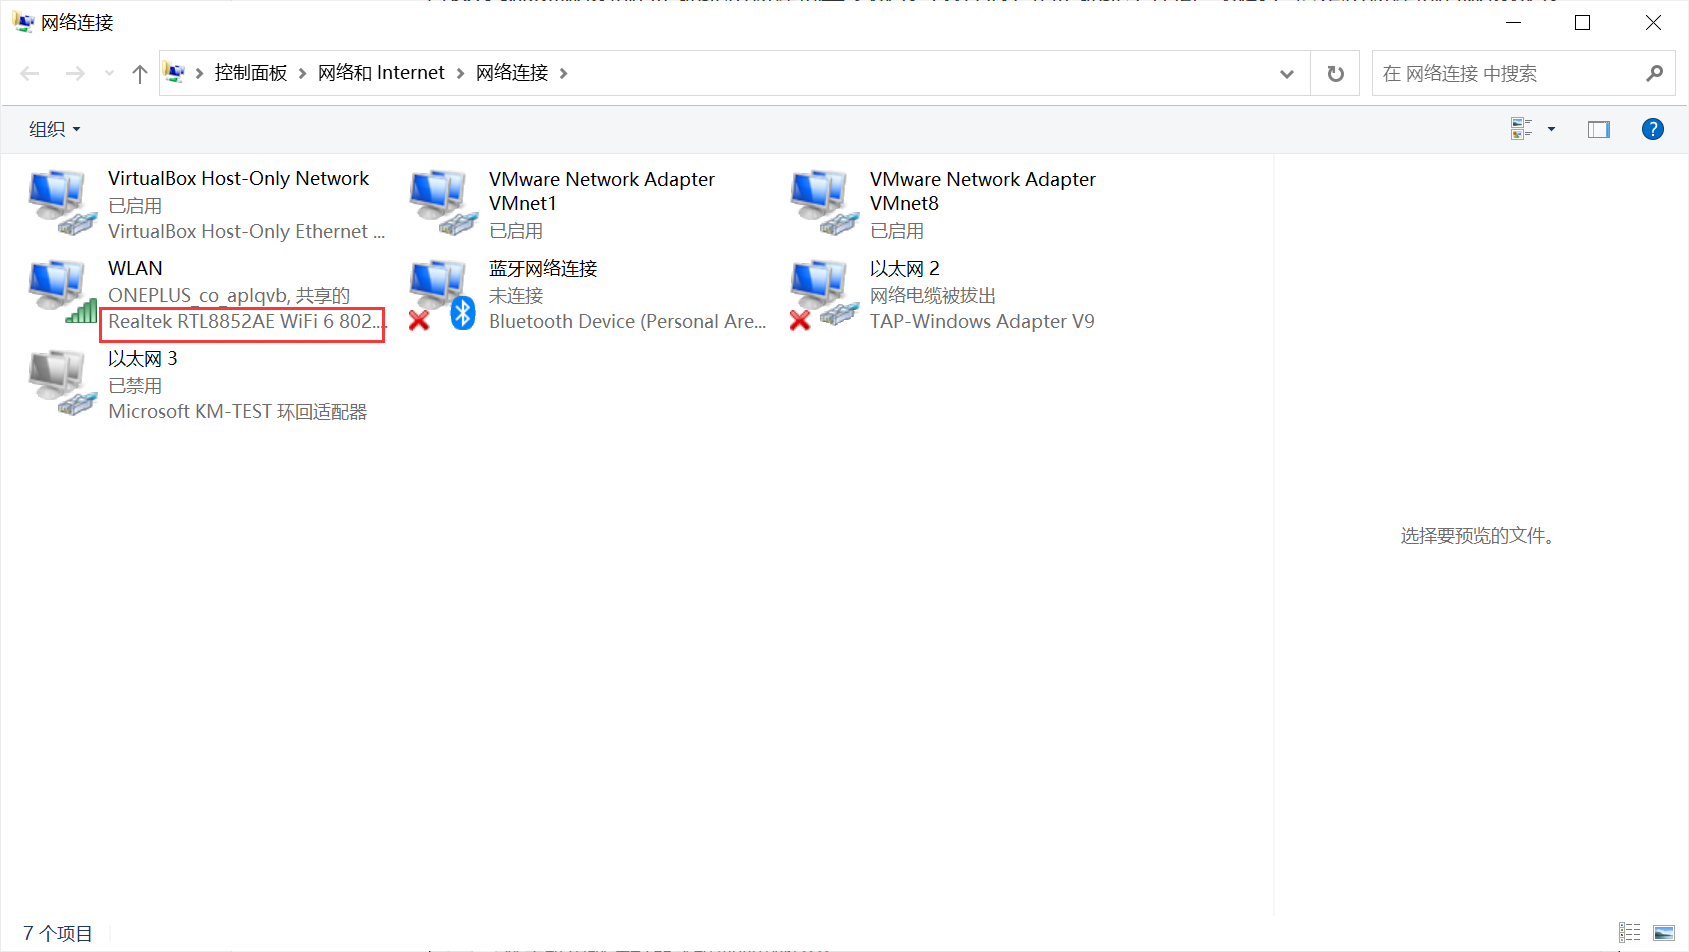 网络连接
控制面板 网络和 Internet 网络连接
在 网络连接 中搜索
组织
VirtualBox Host-Only Network
已启用
VirtualBox Host-Only Ethernet ...
VMware Network Adapter
VMnet1
已启用
VMware Network Adapter
VMnet8
已启用
WLAN
ONEPLUS_co_aplqvb, 共享的
Realtek RTL8852AE WiFi 6 802....
蓝牙网络连接
未连接
Bluetooth Device (Personal Are...
以太网 2
网络电缆被拔出
TAP-Windows Adapter V9
以太网 3
已禁用
Microsoft KM-TEST 环回适配器
选择要预览的文件。
7 个项目